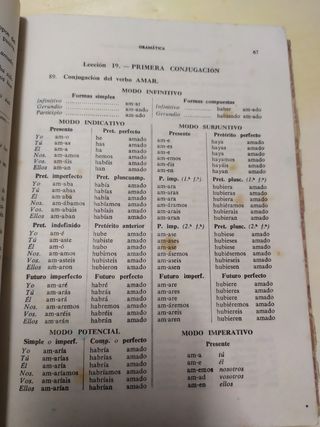 GRAMÁTICA 67
Lección 19. — PRIMERA CONJUGACION
89. Conjugación del verbo AMAR.
MODO INFINITIVO
Formas simples Formas compuestas
Infinitivo am-ar Infinitivo haber am-ado
Gerundio am-ando Gerundio habiendo am-ado
Participio am-ado
MODO INDICATIVO MODO SUBJUNTIVO
Presente Pret. perfecto Presente Pretérito perfecto
Yo am-o he amado am-e haya amado
Tú am-as has amado am-es hayas amado
Él am-a ha amado am-e haya amado
Nos. am-amos hemos amado am-emos hayamos amado
Vos. am-áis habéis amado am-éis hayáis amado
Ellos am-an han amado am-en hayan amado
Pret. imperfecto Pret. pluscuamp. P. imp. (1.ª f.ª) Pret. plusc. (1.ª f.ª)
Yo am-aba había amado am-ara hubiera amado
Tú am-abas habías amado am-aras hubieras amado
Él am-aba había amado am-ara hubiera amado
Nos. am-ábamos habíamos amado am-áramos hubiéramos amado
Vos. am-abais habíais amado am-arais hubierais amado
Ellos am-aban habían amado am-aran hubieran amado
Pret. indefinido Pretérito anterior P. imp. (2.ª f.ª) Pret. plusc. (2.ª f.ª)
Yo am-é hube amado am-ase hubiese amado
Tú am-aste hubiste amado am-ases hubieses amado
Él am-ó hubo amado am-ase hubiese amado
Nos. am-amos hubimos amado am-ásemos hubiésemos amado
Vos. am-asteis hubisteis amado am-aseis hubieseis amado
Ellos am-aron hubieron amado am-asen hubiesen amado
Futuro imperfecto Futuro perfecto Futuro imperf. Futuro perfecto
Yo am-aré habré amado am-are hubiere amado
Tú am-arás habrás amado am-ares hubieres amado
Él am-ará habrá amado am-are hubiere amado
Nos. am-aremos habremos amado am-áremos hubiéremos amado
Vos. am-aréis habréis amado am-areis hubiereis amado
Ellos am-arán habrán amado am-aren hubieren amado
MODO POTENCIAL MODO IMPERATIVO
Simple o imperf. Comp. o perfecto Presente
Yo am-aría habría amado am-a tú
Tú am-arías habrías amado am-e él
Él am-aría habría amado am-emos nosotros
Nos. am-aríamos habríamos amado am-ad vosotros
Vos. am-aríais habríais amado am-en ellos
Ellos am-arían habrían amado